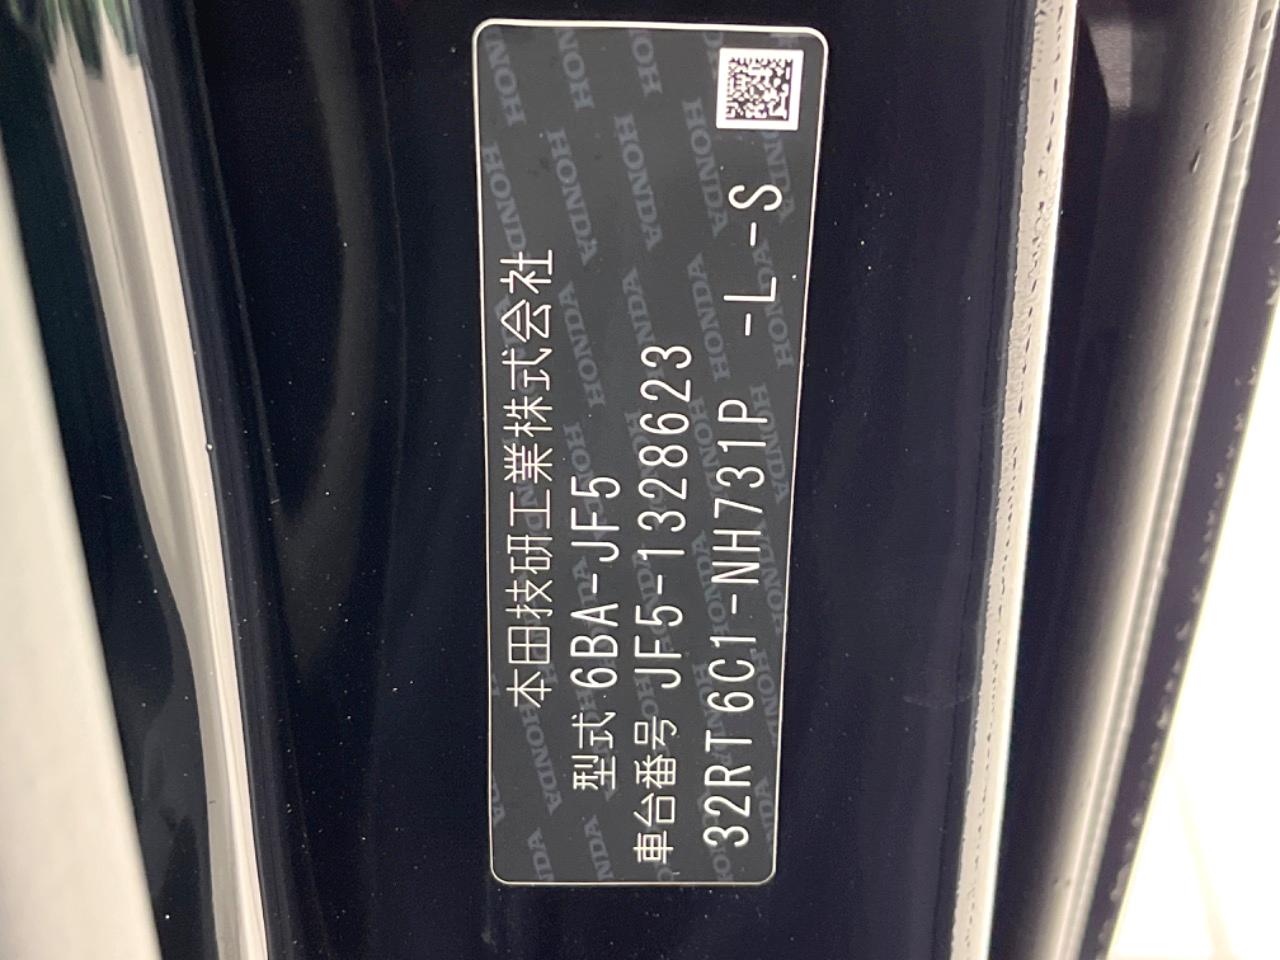 本田技研工業株式会社
型式 6BA-JF5
車台番号 JF5-1328623
32RT6C1-NH731P -L-S